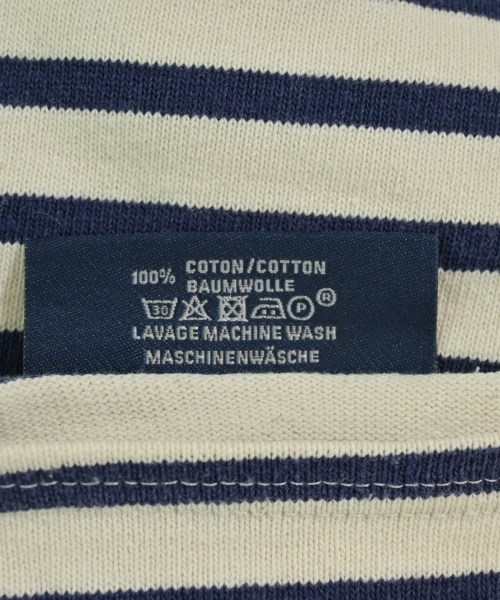 100% COTON/COTTON
BAUMWOLLE
30 P ®
LAVAGE MACHINE WASH
MASCHINENWÄSCHE